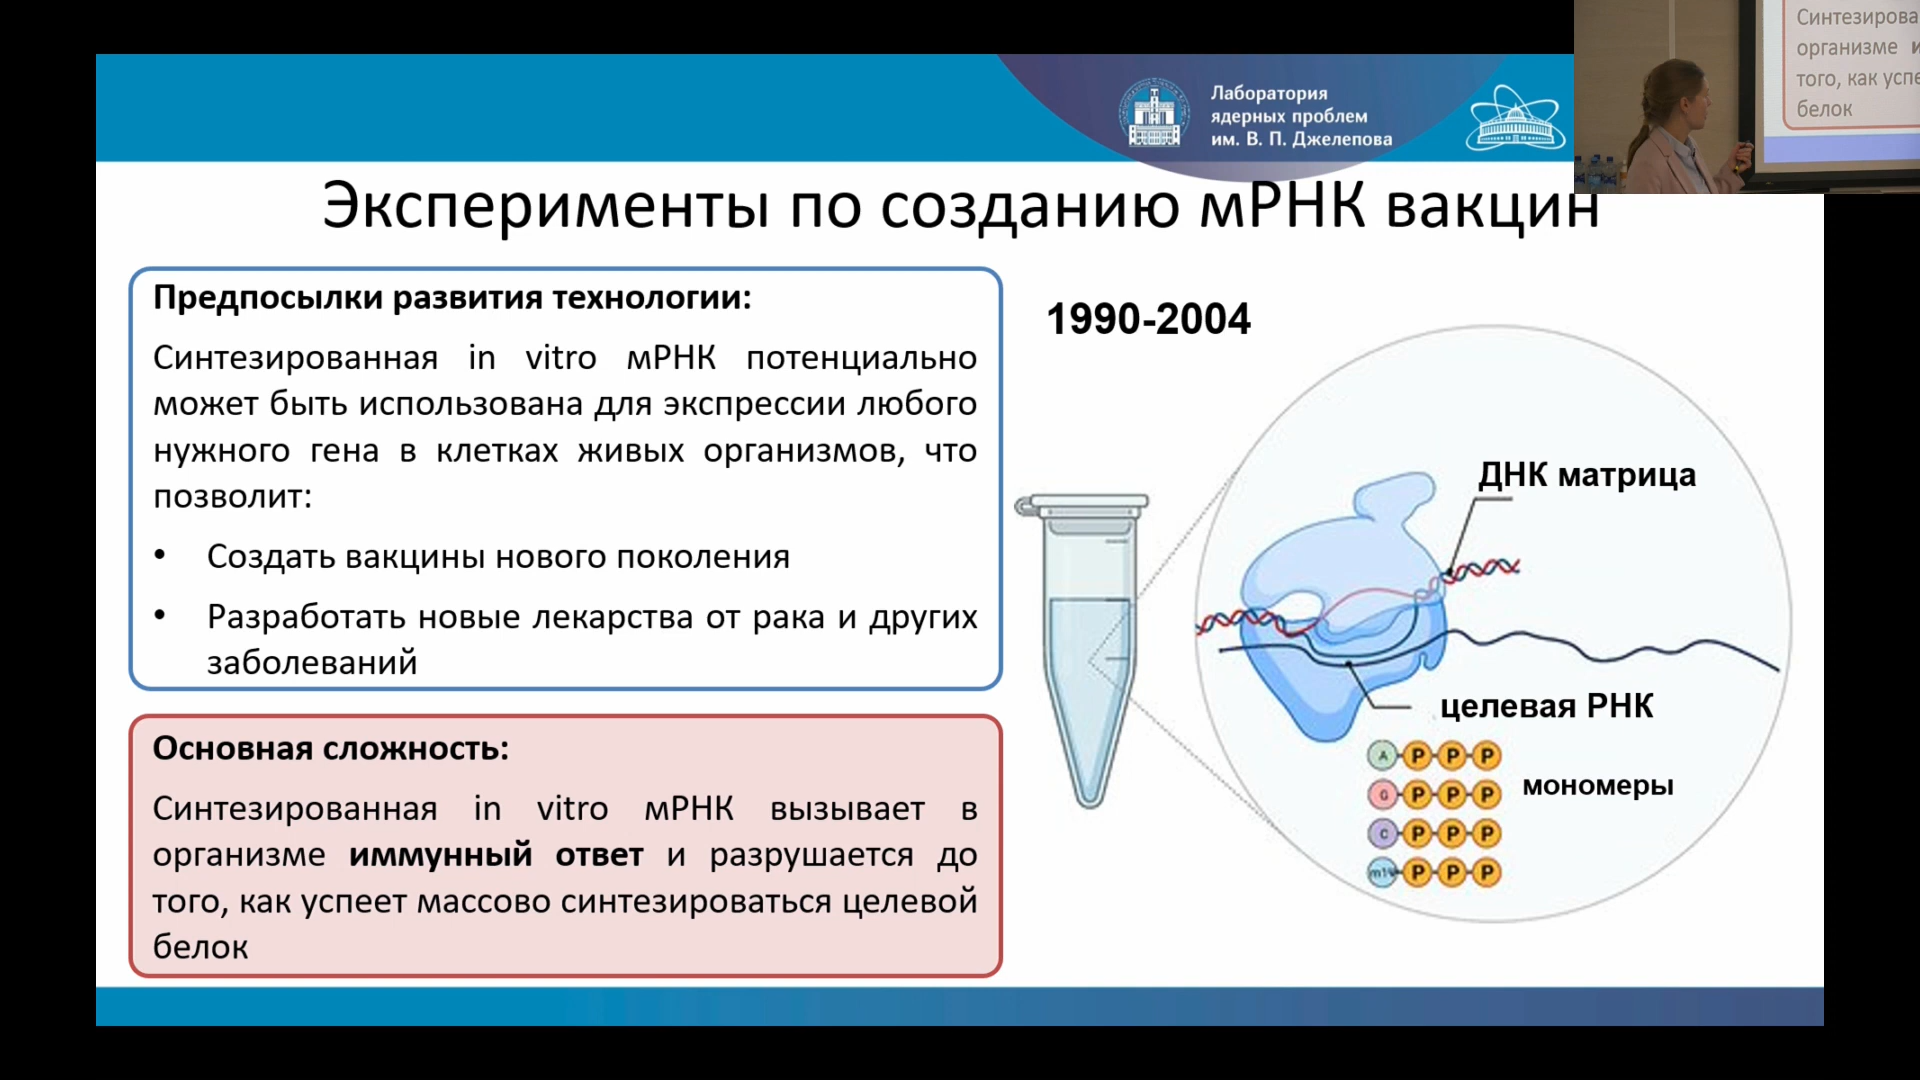 Лаборатория
ядерных проблем
им. В. П. Джелепова
Синтезирова
организме и
того, как успе
белок
Эксперименты по созданию мРНК вакцин
Предпосылки развития технологии:
Синтезированная in vitro мРНК потенциально
может быть использована для экспрессии любого
нужного гена в клетках живых организмов, что
позволит:
• Создать вакцины нового поколения
• Разработать новые лекарства от рака и других
заболеваний
Основная сложность:
Синтезированная in vitro мРНК вызывает в
организме иммунный ответ и разрушается до
того, как успеет массово синтезироваться целевой
белок
1990-2004
ДНК матрица
целевая РНК
A P P P
G P P P
C P P P
m1Ψ P P P
мономеры